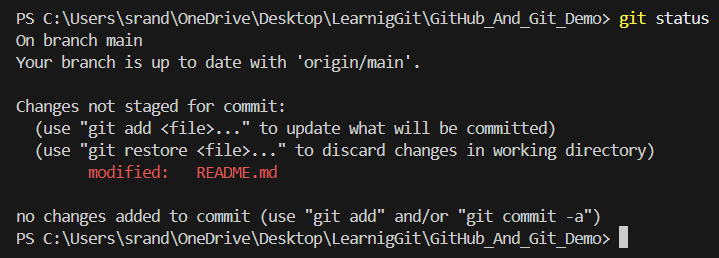 PS C:\Users\srand\OneDrive\Desktop\LearnigGit\GitHub_And_Git_Demo> git status
On branch main
Your branch is up to date with 'origin/main'.

Changes not staged for commit:
  (use "git add <file>..." to update what will be committed)
  (use "git restore <file>..." to discard changes in working directory)
        modified:   README.md

no changes added to commit (use "git add" and/or "git commit -a")
PS C:\Users\srand\OneDrive\Desktop\LearnigGit\GitHub_And_Git_Demo>